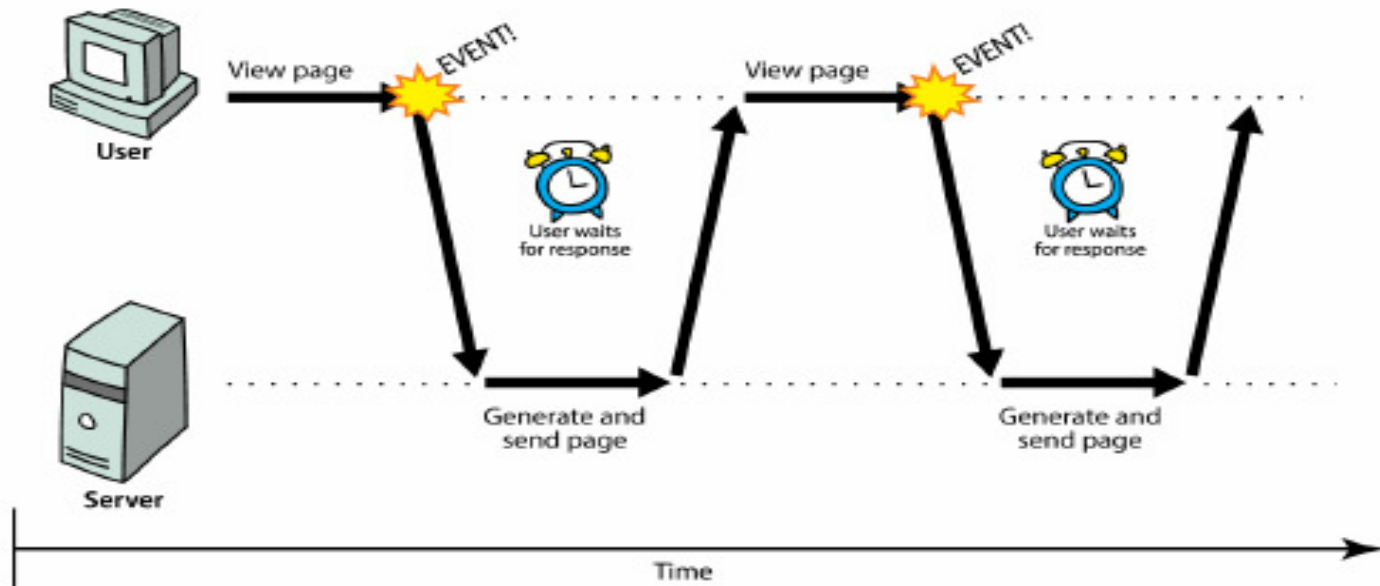 EVENT!
EVENT!
View page
View page
User
User waits
for response
User waits
for response
Generate and
send page
Generate and
send page
Server
Time